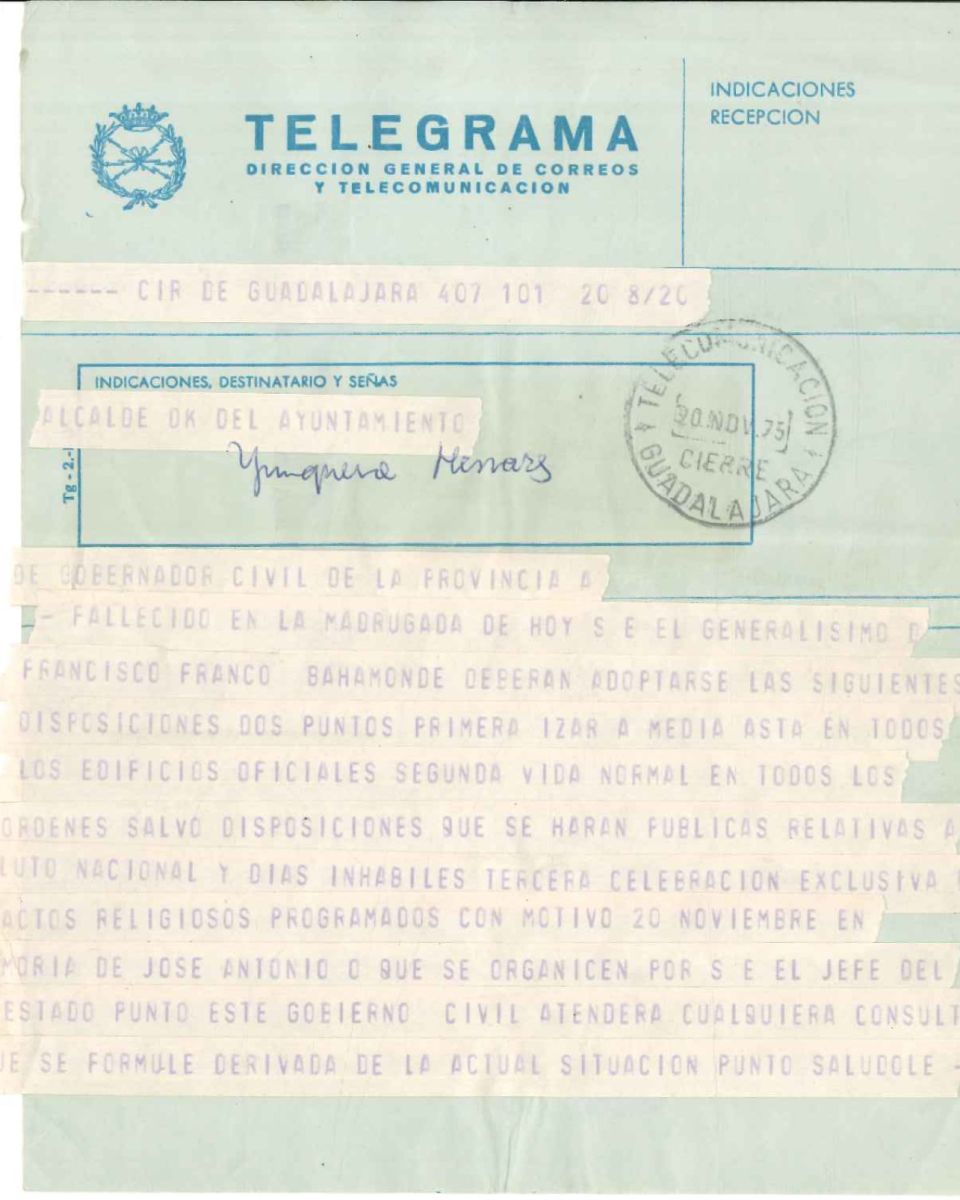 INDICACIONES
RECEPCION
TELEGRAMA
DIRECCION GENERAL DE CORREOS
Y TELECOMUNICACION
------ CIR DE GUADALAJARA 407 101 20 8/20
INDICACIONES, DESTINATARIO Y SEÑAS
ALCALDE OK DEL AYUNTAMIENTO
Yunquera Henares
Tg - 2.-
TELECOMUNICACION
20.NOV.75
CIERRE
GUADALAJARA
DE GOBERNADOR CIVIL DE LA PROVINCIA A
- FALLECIDO EN LA MADRUGADA DE HOY S E EL GENERALISIMO D
FRANCISCO FRANCO BAHAMONDE DEBERAN ADOPTARSE LAS SIGUIENTES
DISPOSICIONES DOS PUNTOS PRIMERA IZAR A MEDIA ASTA EN TODOS
LOS EDIFICIOS OFICIALES SEGUNDA VIDA NORMAL EN TODOS LOS
ORDENES SALVO DISPOSICIONES QUE SE HARAN PUBLICAS RELATIVAS A
LUTO NACIONAL Y DIAS INHABILES TERCERA CELEBRACION EXCLUSIVA
ACTOS RELIGIOSOS PROGRAMADOS CON MOTIVO 20 NOVIEMBRE EN
MORIA DE JOSE ANTONIO O QUE SE ORGANICEN POR S E EL JEFE DEL
ESTADO PUNTO ESTE GOBIERNO CIVIL ATENDERA CUALQUIERA CONSULT
UE SE FORMULE DERIVADA DE LA ACTUAL SITUACION PUNTO SALUDOLE -